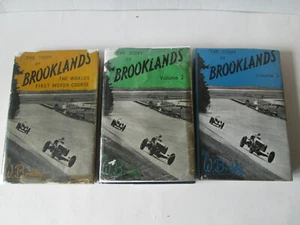 THE STORY
OF
BROOKLANDS
THE WORLDS
FIRST MOTOR COURSE
THE STORY
OF
BROOKLANDS
Volume 2
THE STORY
OF
BROOKLANDS
Volume 3